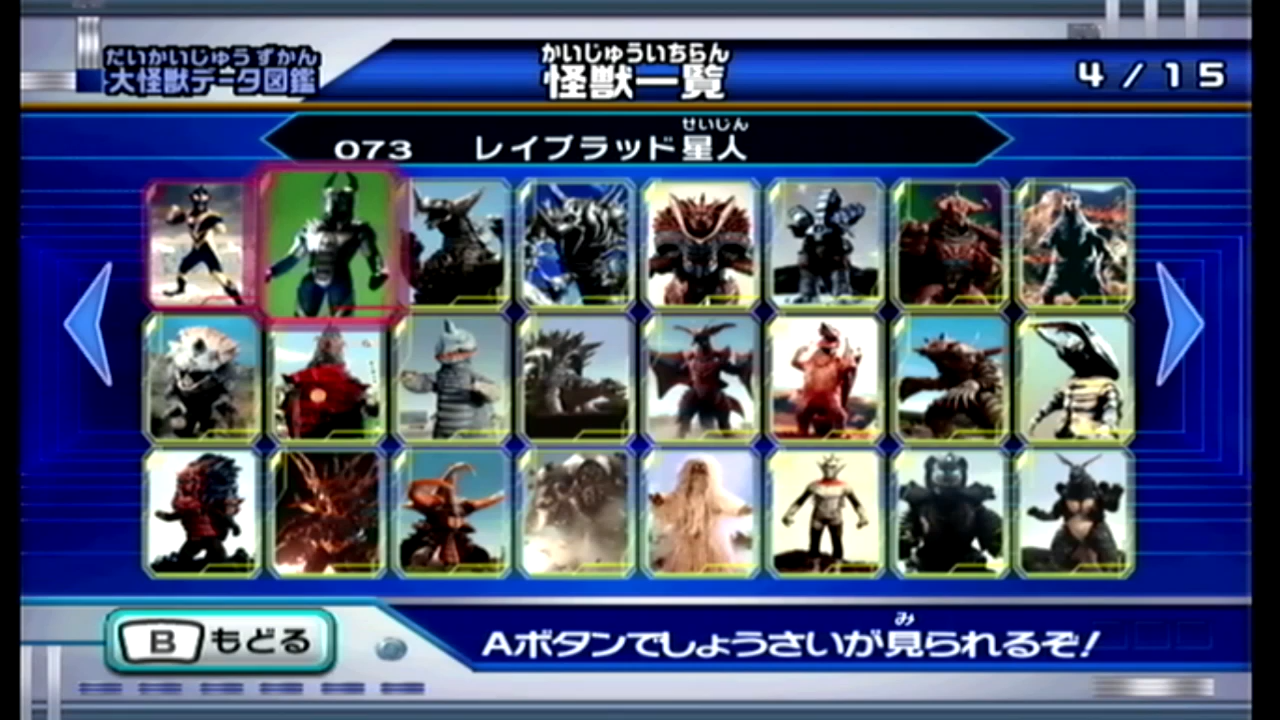 だいかいじゅうずかん
大怪獣データ図鑑
かいじゅういちらん
怪獣一覧
4/15
せいじん
073 レイブラッド星人
B もどる
み
Aボタンでしょうさいが見られるぞ!